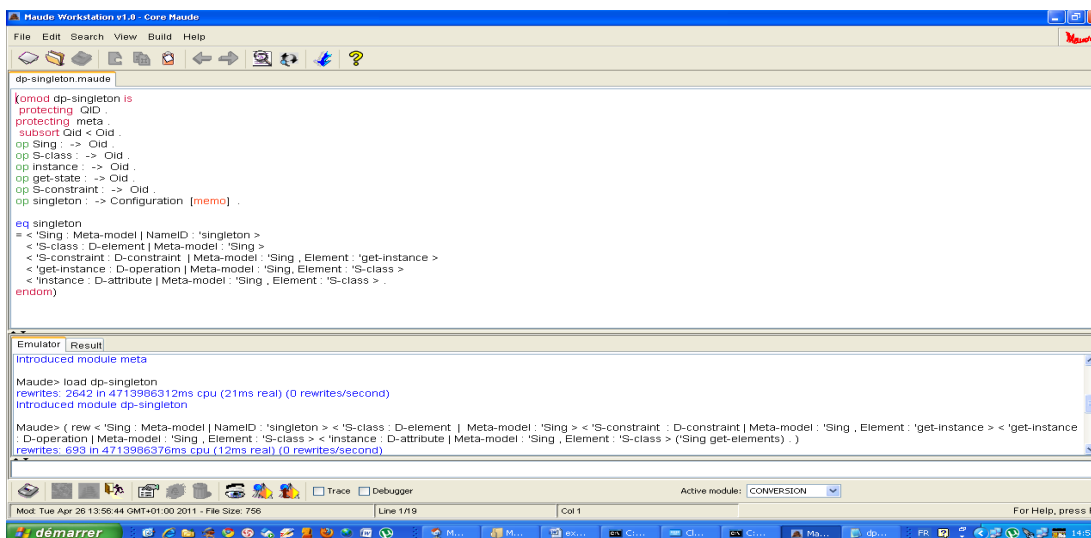 Maude Workstation v1.0 - Core Maude
File Edit Search View Build Help
dp-singleton.maude
(omod dp-singleton is
protecting QID .
protecting meta .
subsort Qid < Oid .
op Sing : -> Oid .
op S-class : -> Oid .
op instance : -> Oid .
op get-state : -> Oid .
op S-constraint : -> Oid .
op singleton : -> Configuration [memo] .
eq singleton
= < 'Sing : Meta-model | NameID : 'singleton >
< 'S-class : D-element | Meta-model : 'Sing >
< 'S-constraint : D-constraint | Meta-model : 'Sing , Element : 'get-instance >
< 'get-instance : D-operation | Meta-model : 'Sing, Element : 'S-class >
< 'instance : D-attribute | Meta-model : 'Sing , Element : 'S-class > .
endom)
Emulator Result
Introduced module meta
Maude> load dp-singleton
rewrites: 2642 in 4713986312ms cpu (21ms real) (0 rewrites/second)
Introduced module dp-singleton
Maude> ( rew < 'Sing : Meta-model | NameID : 'singleton > < 'S-class : D-element | Meta-model : 'Sing > < 'S-constraint : D-constraint | Meta-model : 'Sing , Element : 'get-instance > < 'get-instance
: D-operation | Meta-model : 'Sing , Element : 'S-class > < 'instance : D-attribute | Meta-model : 'Sing , Element : 'S-class > ('Sing get-elements) . )
rewrites: 693 in 4713986376ms cpu (12ms real) (0 rewrites/second)
Trace Debugger Active module: CONVERSION
Mod: Tue Apr 26 13:56:44 GMT+01:00 2011 - File Size: 756 Line 1/19 Col 1 For Help, press
démarrer M... M... ex... C:... Cl... C:... Ma... dp... FR